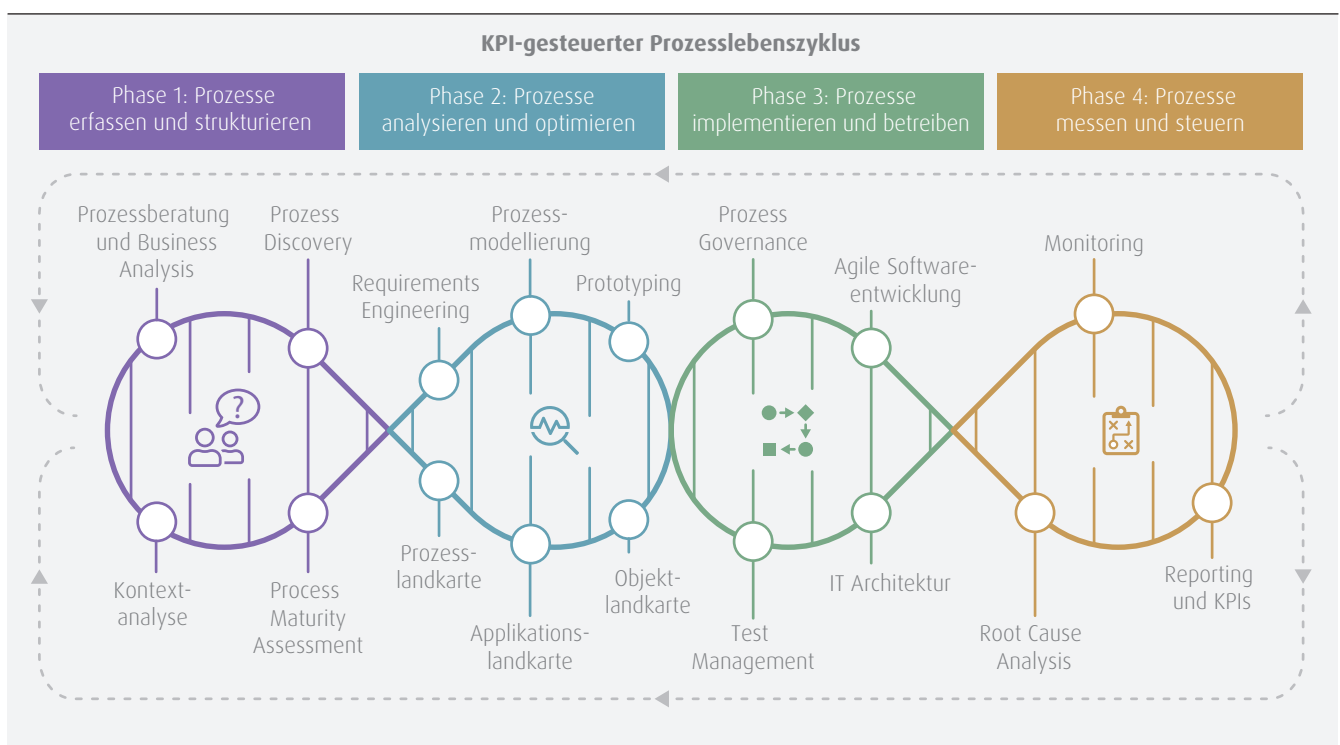 KPI-gesteuerter Prozesslebenszyklus
Phase 1: Prozesse
erfassen und strukturieren
Phase 2: Prozesse
analysieren und optimieren
Phase 3: Prozesse
implementieren und betreiben
Phase 4: Prozesse
messen und steuern
Prozessberatung
und Business
Analysis
Prozess
Discovery
Requirements
Engineering
Prozess-
modellierung
Prototyping
Prozess
Governance
Agile Software-
entwicklung
Monitoring
?
Kontext-
analyse
Process
Maturity
Assessment
Prozess-
landkarte
Applikations-
landkarte
Objekt-
landkarte
Test
Management
IT Architektur
Root Cause
Analysis
Reporting
und KPIs